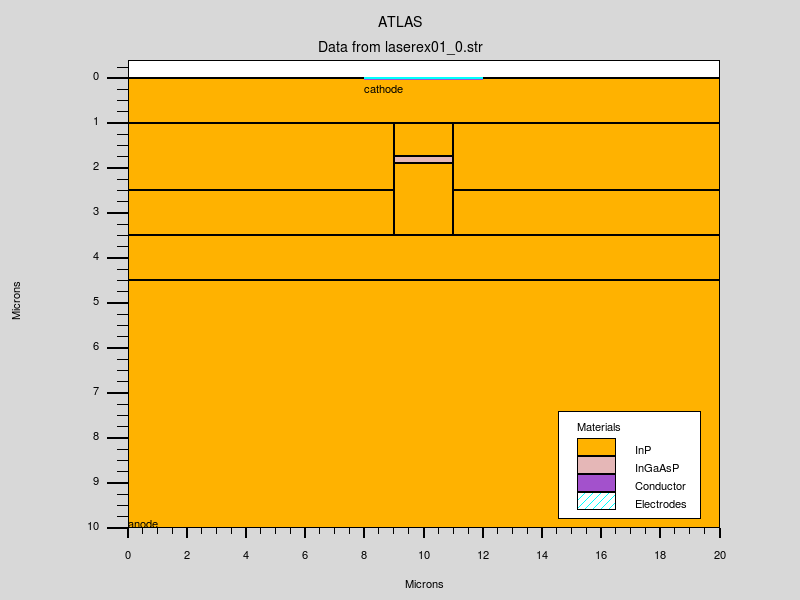 ATLAS
Data from laserex01_0.str
Microns
0
1
2
3
4
5
6
7
8
9
10
cathode
anode
Materials
InP
InGaAsP
Conductor
Electrodes
0 2 4 6 8 10 12 14 16 18 20
Microns